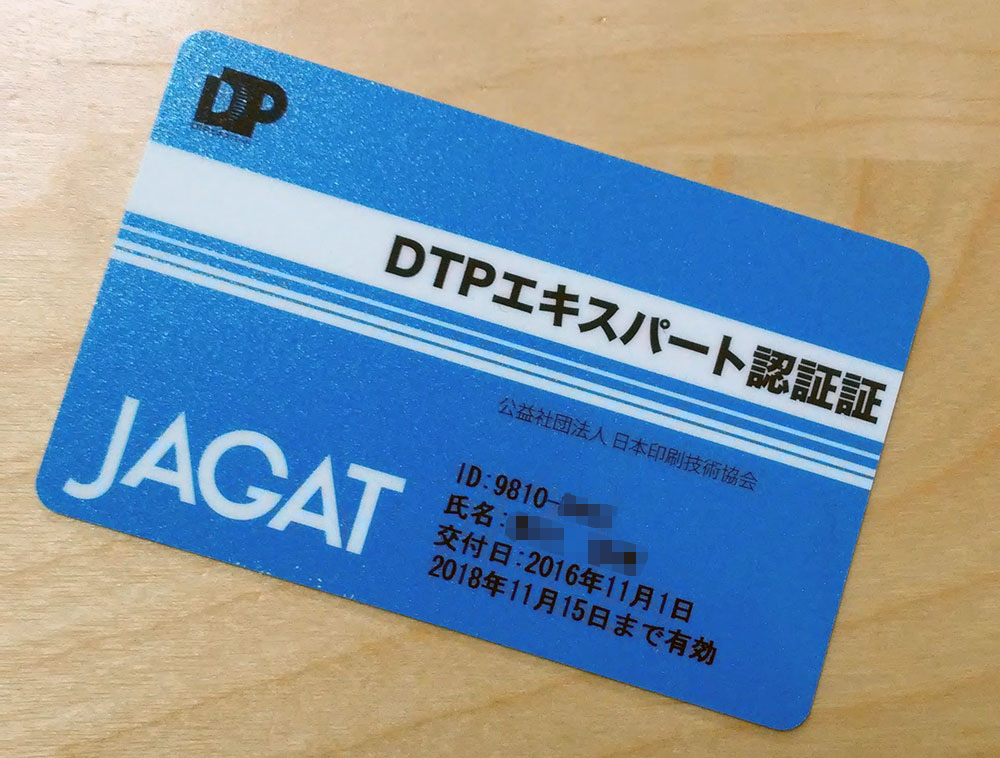 DTP
DTPエキスパート認証証
公益社団法人 日本印刷技術協会
JAGAT
ID:9810-
氏名:
交付日:2016年11月1日
2018年11月15日まで有効